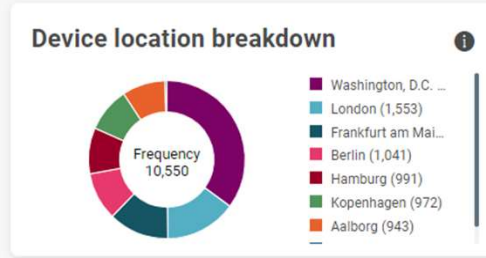 Device location breakdown
Frequency
10,550
Washington, D.C. ...
London (1,553)
Frankfurt am Mai...
Berlin (1,041)
Hamburg (991)
Kopenhagen (972)
Aalborg (943)